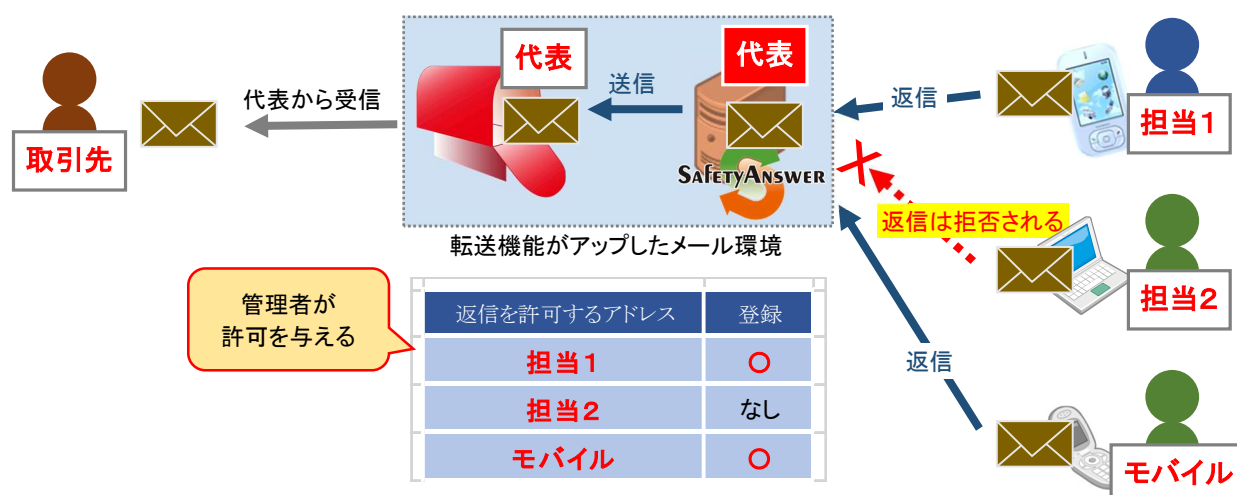 代表
代表
送信
返信
代表から受信
担当1
取引先
SAFETYANSWER
返信は拒否される
転送機能がアップしたメール環境
担当2
管理者が
許可を与える
返信を許可するアドレス 登録
担当1 〇
返信
担当2 なし
モバイル 〇
モバイル